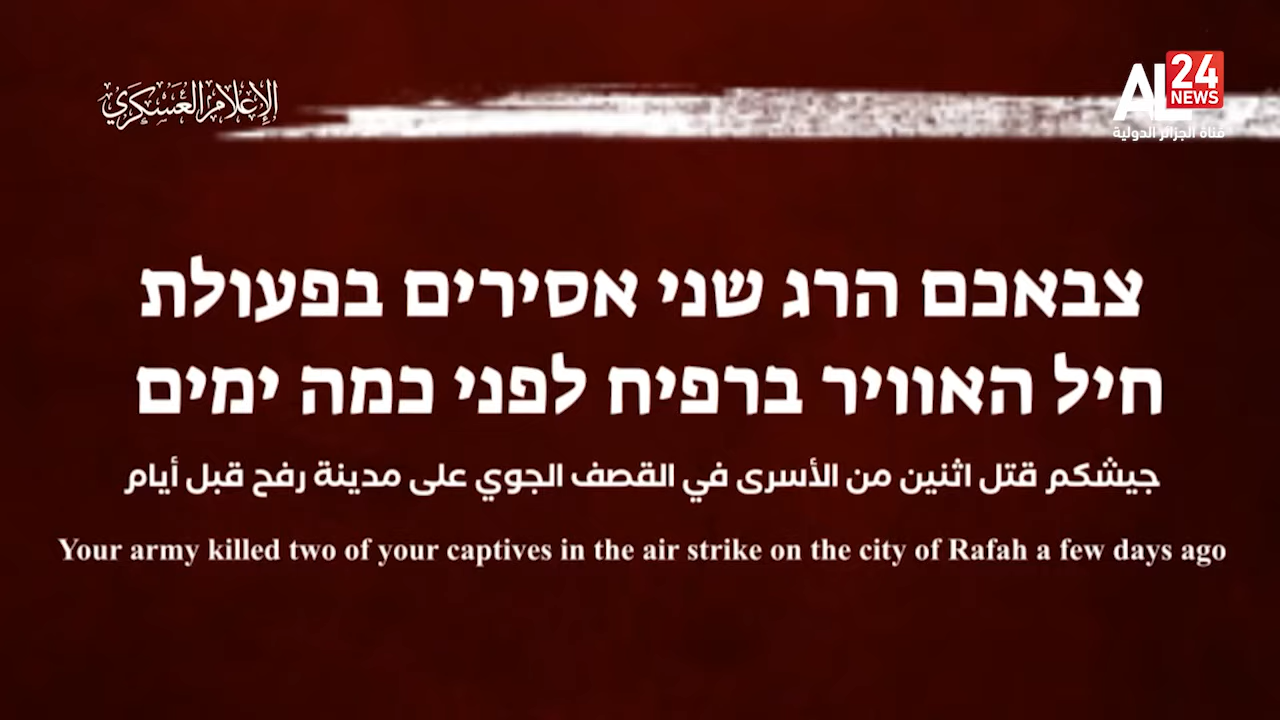 الإعلام العسكري
AL
24
NEWS
قناة الجزائر الدولية
צבאכם הרג שני אסירים בפעולת
חיל האוויר ברפיח לפני כמה ימים
جيشكم قتل اثنين من الأسرى في القصف الجوي على مدينة رفح قبل أيام
Your army killed two of your captives in the air strike on the city of Rafah a few days ago